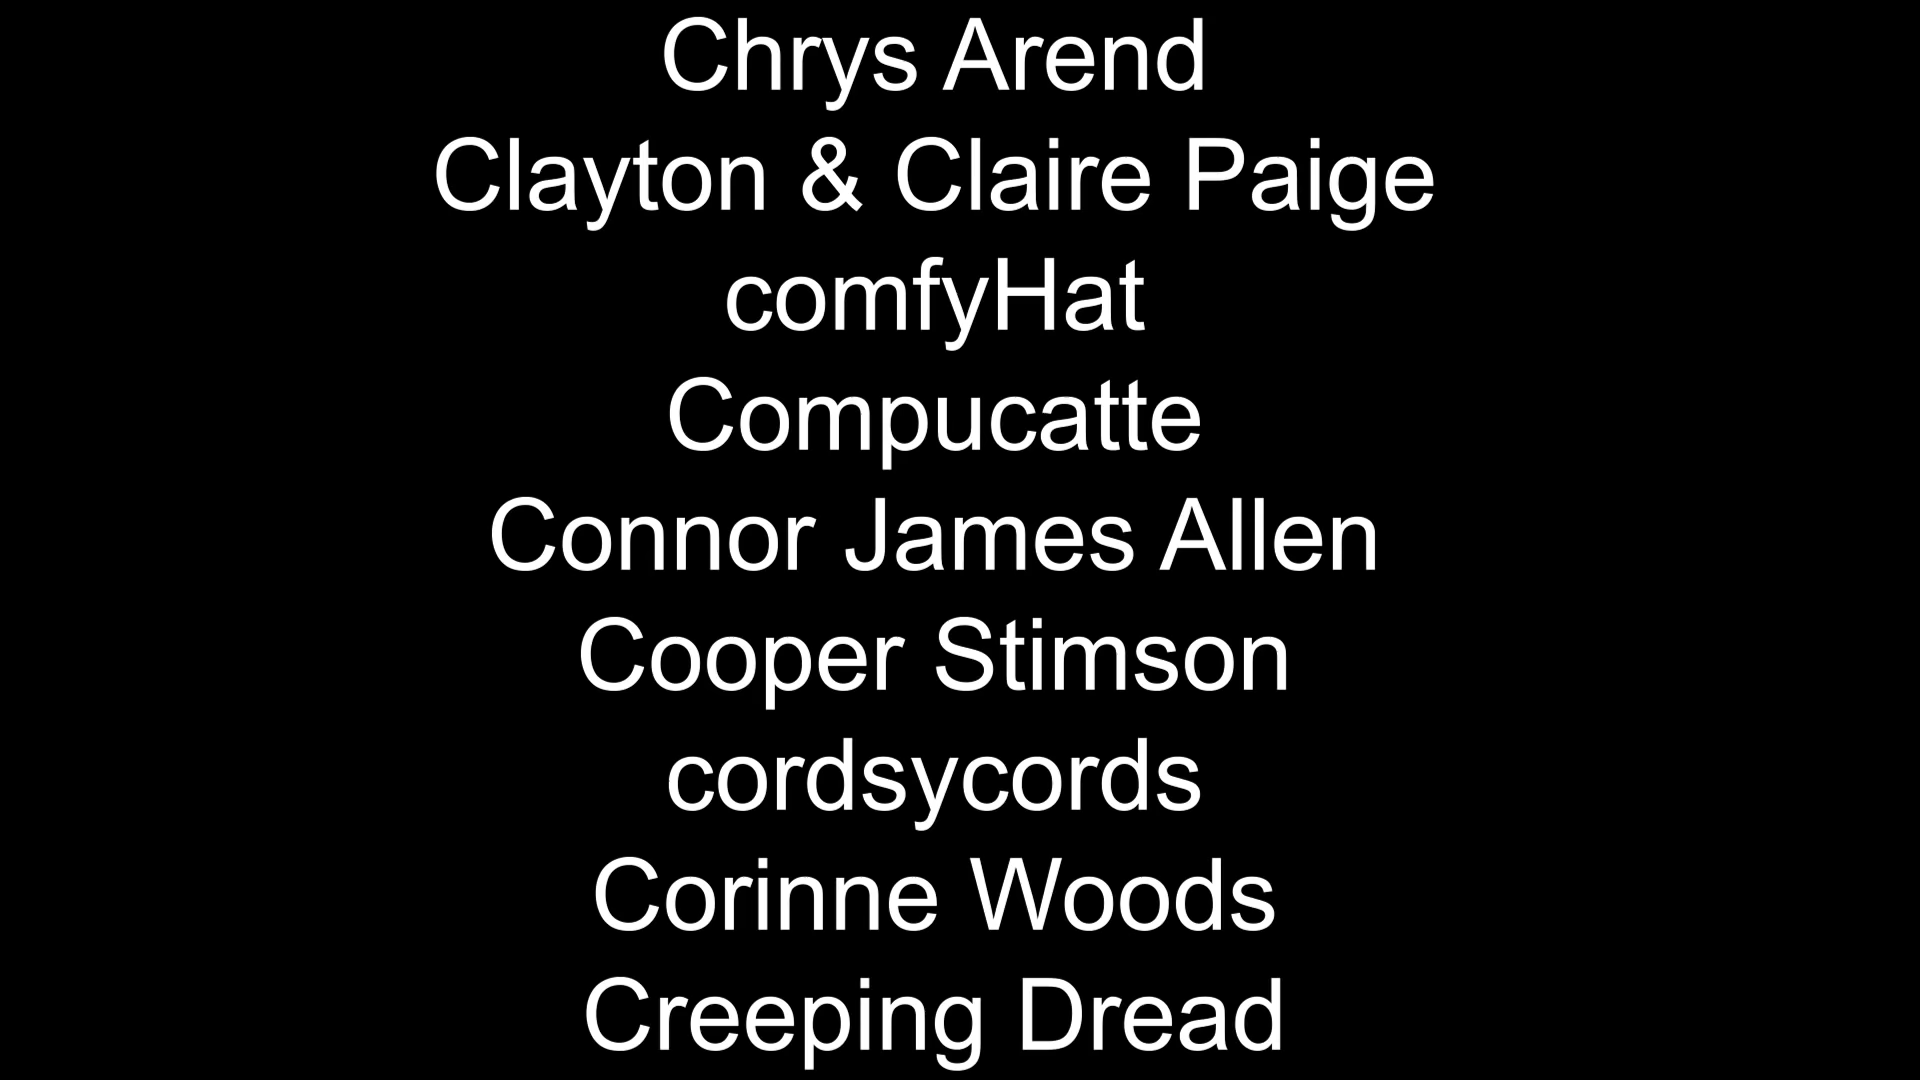 Chrys Arend
Clayton & Claire Paige
comfyHat
Compucatte
Connor James Allen
Cooper Stimson
cordsycords
Corinne Woods
Creeping Dread